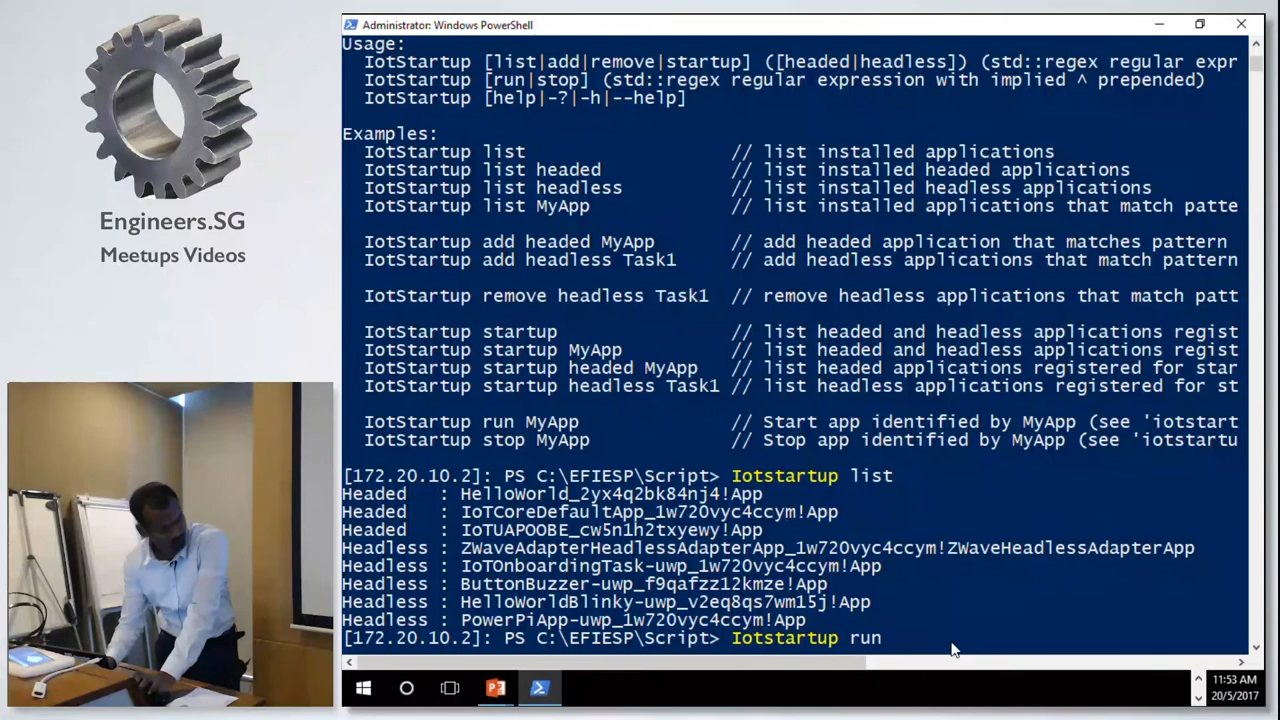 Engineers.SG
Meetups Videos
Administrator: Windows PowerShell
Usage:
IotStartup [list|add|remove|startup] ([headed|headless]) (std::regex regular expr
IotStartup [run|stop] (std::regex regular expression with implied ^ prepended)
IotStartup [help|-?|-h|--help]
Examples:
IotStartup list // list installed applications
IotStartup list headed // list installed headed applications
IotStartup list headless // list installed headless applications
IotStartup list MyApp // list installed applications that match patte
IotStartup add headed MyApp // add headed application that matches pattern
IotStartup add headless Task1 // add headless applications that match pattern
IotStartup remove headless Task1 // remove headless applications that match patt
IotStartup startup // list headed and headless applications regist
IotStartup startup MyApp // list headed and headless applications regist
IotStartup startup headed MyApp // list headed applications registered for star
IotStartup startup headless Task1 // list headless applications registered for st
IotStartup run MyApp // Start app identified by MyApp (see 'iotstart
IotStartup stop MyApp // Stop app identified by MyApp (see 'iotstartu
[172.20.10.2]: PS C:\EFIESP\Script> Iotstartup list
Headed : HelloWorld_2yx4q2bk84nj4!App
Headed : IoTCoreDefaultApp_1w720vyc4ccym!App
Headed : IoTUAPOOBE_cw5n1h2txyewy!App
Headless : ZWaveAdapterHeadlessAdapterApp_1w720vyc4ccym!ZWaveHeadlessAdapterApp
Headless : IoTOnboardingTask-uwp_1w720vyc4ccym!App
Headless : ButtonBuzzer-uwp_f9qafzz12kmze!App
Headless : HelloWorldBlinky-uwp_v2eq8qs7wm15j!App
Headless : PowerPiApp-uwp_1w720vyc4ccym!App
[172.20.10.2]: PS C:\EFIESP\Script> Iotstartup run
11:53 AM
20/5/2017